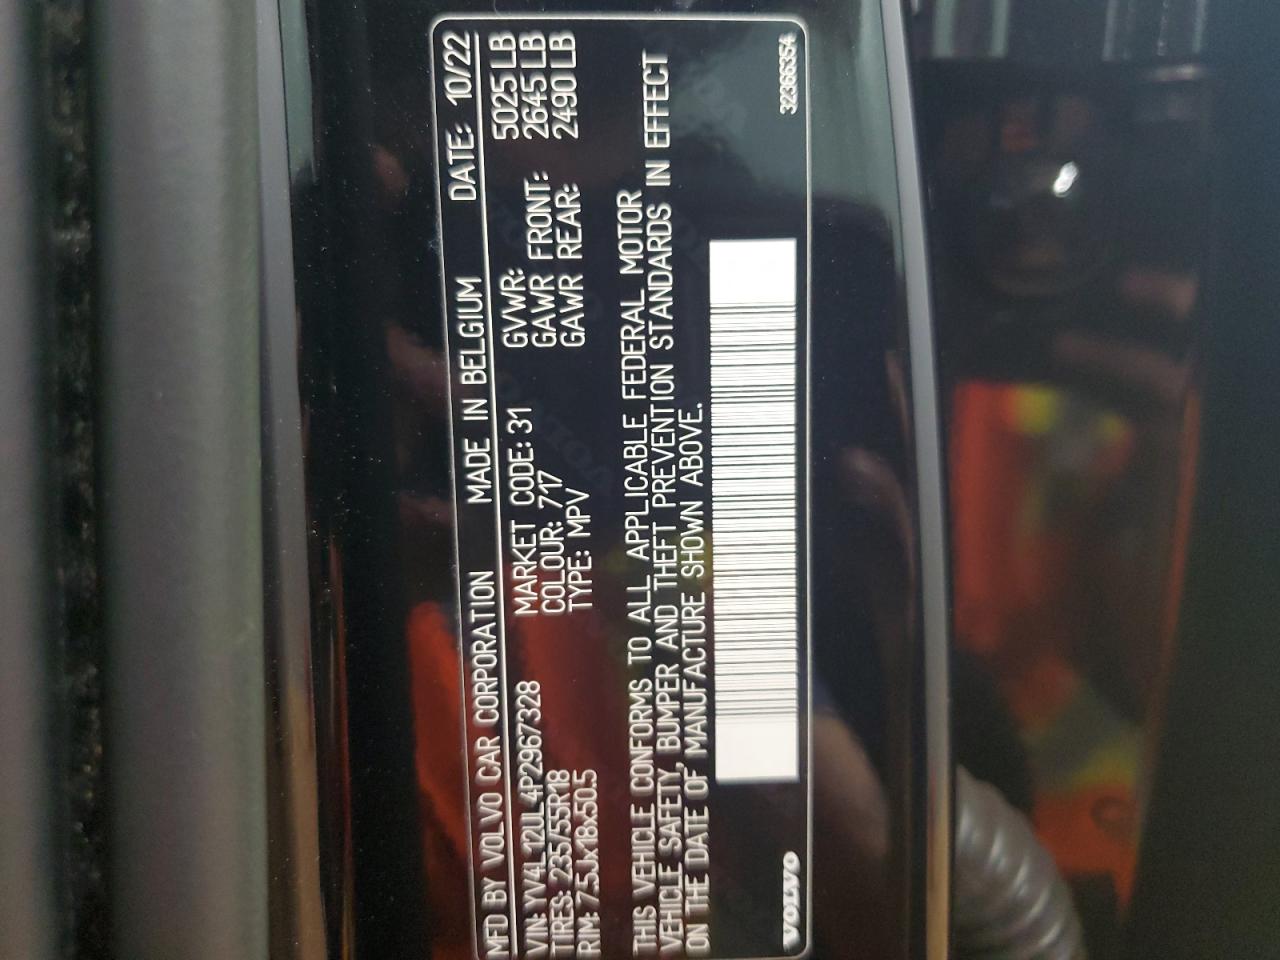 MFD BY VOLVO CAR CORPORATION MADE IN BELGIUM DATE: 10/22
VIN: YV4L12UL4P2967328 MARKET CODE: 31 GVWR: 5025 LB
TIRES: 235/55R18 COLOUR: 717 GAWR FRONT: 2645 LB
RIM: 7.5Jx18x50.5 TYPE: MPV GAWR REAR: 2490 LB
THIS VEHICLE CONFORMS TO ALL APPLICABLE FEDERAL MOTOR
VEHICLE SAFETY, BUMPER AND THEFT PREVENTION STANDARDS IN EFFECT
ON THE DATE OF MANUFACTURE SHOWN ABOVE.
VOLVO 32366354